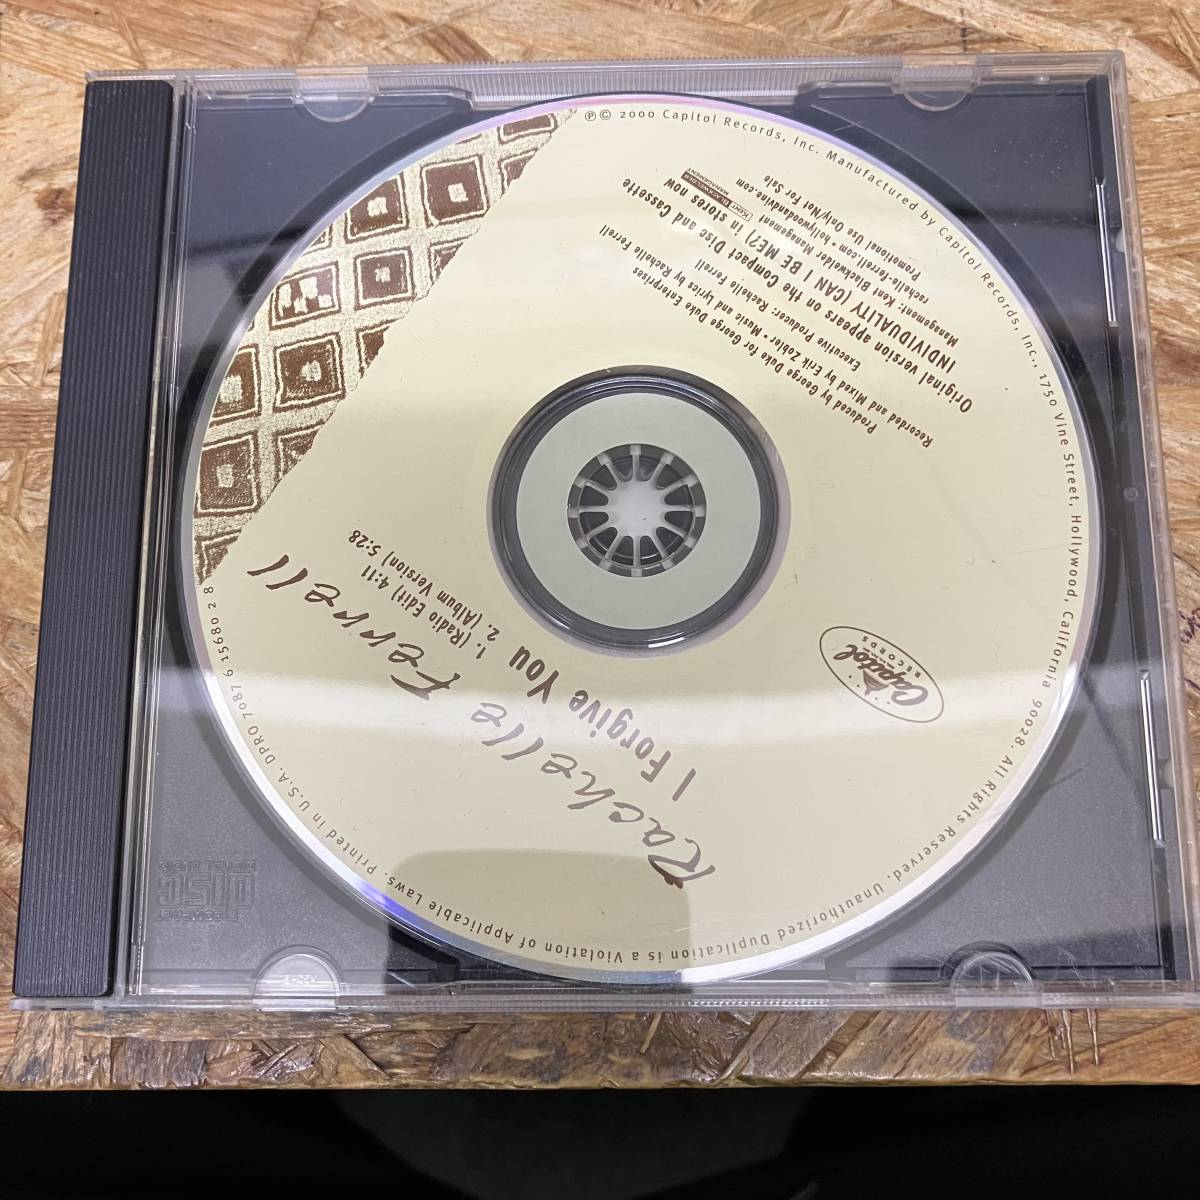 Rachelle Ferrell
I Forgive You
1. (Radio Edit) 4:11
2. (Album Version) 5:28
Produced by George Duke for George Duke Enterprises
Recorded and Mixed by Erik Zobler • Music and Lyrics by Rachelle Ferrell
Executive Producer: Rachelle Ferrell
Original version appears on the Compact Disc and Cassette
INDIVIDUALITY (CAN I BE ME?) in stores now
Management: Kent Blackwelder Management
KENT BLACKWELDER
MANAGEMENT
rachelle-ferrell.com • hollywoodandvine.com
Promotional Use Only/Not For Sale
Capitol
RECORDS
℗© 2000 Capitol Records, Inc. Manufactured by Capitol Records, Inc., 1750 Vine Street, Hollywood, California 90028. All Rights Reserved. Unauthorized Duplication is a Violation of Applicable Laws. Printed in U.S.A. DPRO 7087 6 15680 2 8
COMPACT
disc